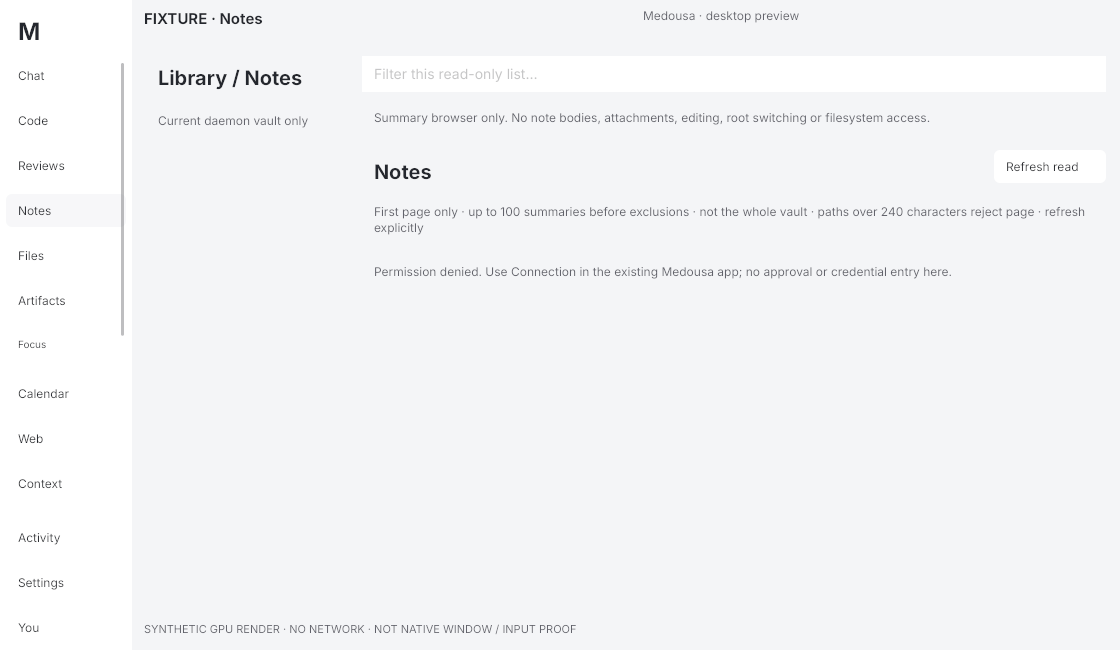 M
Chat
Code
Reviews
Notes
Files
Artifacts
Focus
Calendar
Web
Context
Activity
Settings
You
FIXTURE · Notes
Medousa · desktop preview
Library / Notes
Current daemon vault only
Filter this read-only list...
Summary browser only. No note bodies, attachments, editing, root switching or filesystem access.
Notes
Refresh read
First page only · up to 100 summaries before exclusions · not the whole vault · paths over 240 characters reject page · refresh
explicitly
Permission denied. Use Connection in the existing Medousa app; no approval or credential entry here.
SYNTHETIC GPU RENDER · NO NETWORK · NOT NATIVE WINDOW / INPUT PROOF